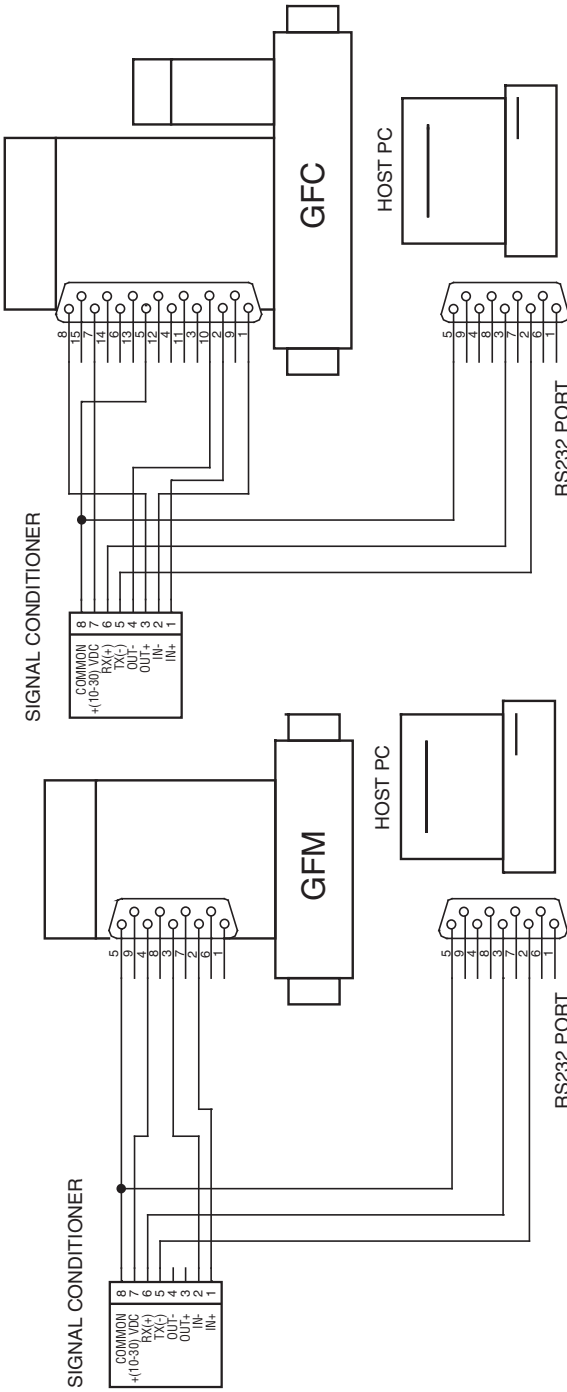 SIGNAL CONDITIONER
COMMON 8
+(10-30) VDC 7
RX(+) 6
TX(-) 5
OUT- 4
OUT+ 3
IN- 2
IN+ 1
5
9
4
8
3
7
2
6
1
GFM
HOST PC
5
9
4
8
3
7
2
6
1
RS232 PORT
SIGNAL CONDITIONER
COMMON 8
+(10-30) VDC 7
RX(+) 6
TX(-) 5
OUT- 4
OUT+ 3
IN- 2
IN+ 1
8
15
7
14
6
13
5
12
4
11
3
10
2
9
1
GFC
HOST PC
5
9
4
8
3
7
2
6
1
RS232 PORT